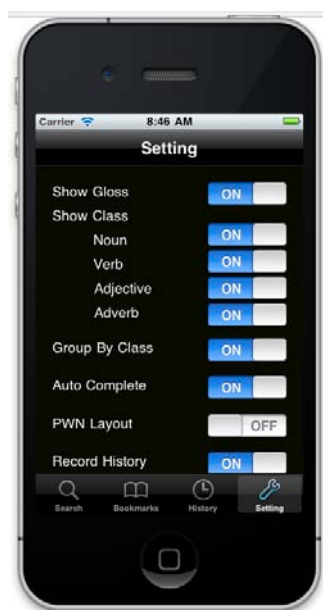 Carrier 8:46 AM
Setting
Show Gloss ON
Show Class
Noun ON
Verb ON
Adjective ON
Adverb ON
Group By Class ON
Auto Complete ON
PWN Layout OFF
Record History ON
Search Bookmarks History Setting